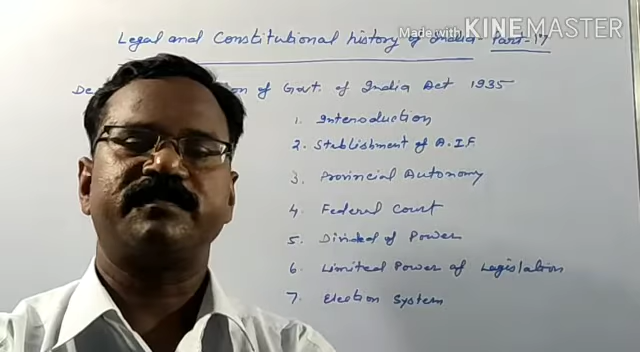 Made with KINEMASTER
Legal and Constitutional history of India - Part-17
of Govt. of India Act 1935
1. Interoduction
2. Stablishment of A.I.F.
3. Provincial Autonomy
4. Federal Court
5. Divided of Power
6. Limited Power of Legislation
7. Election System